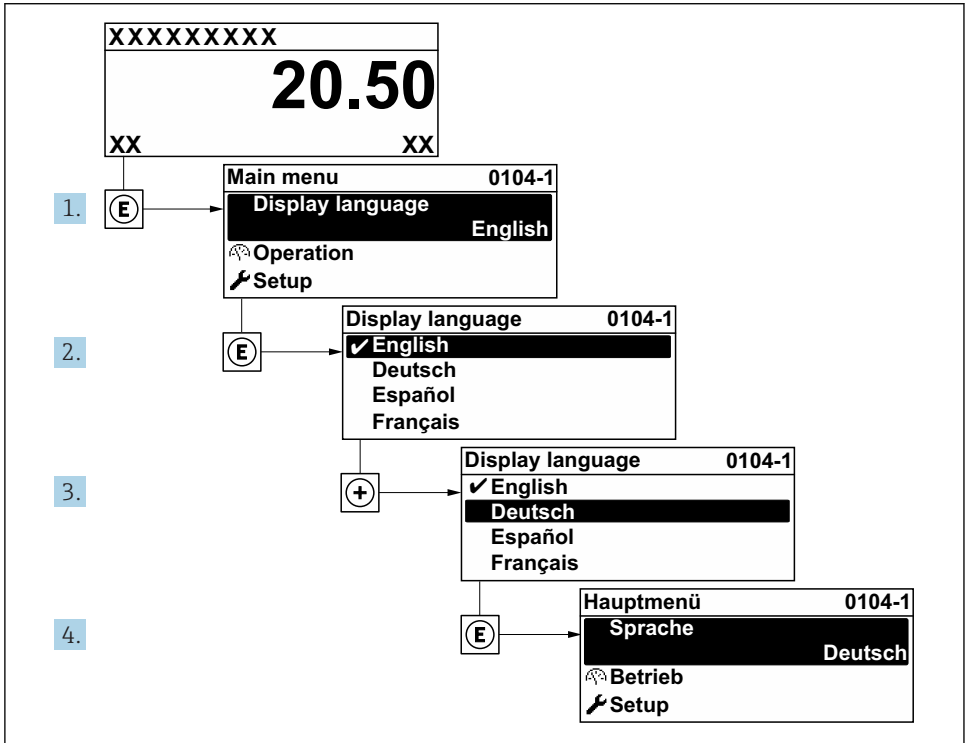 XXXXXXXXX
20.50
XX XX
1. E
Main menu 0104-1
Display language
English
Operation
Setup
2. E
Display language 0104-1
✔English
Deutsch
Español
Français
3. +
Display language 0104-1
✔English
Deutsch
Español
Français
4. E
Hauptmenü 0104-1
Sprache
Deutsch
Betrieb
Setup